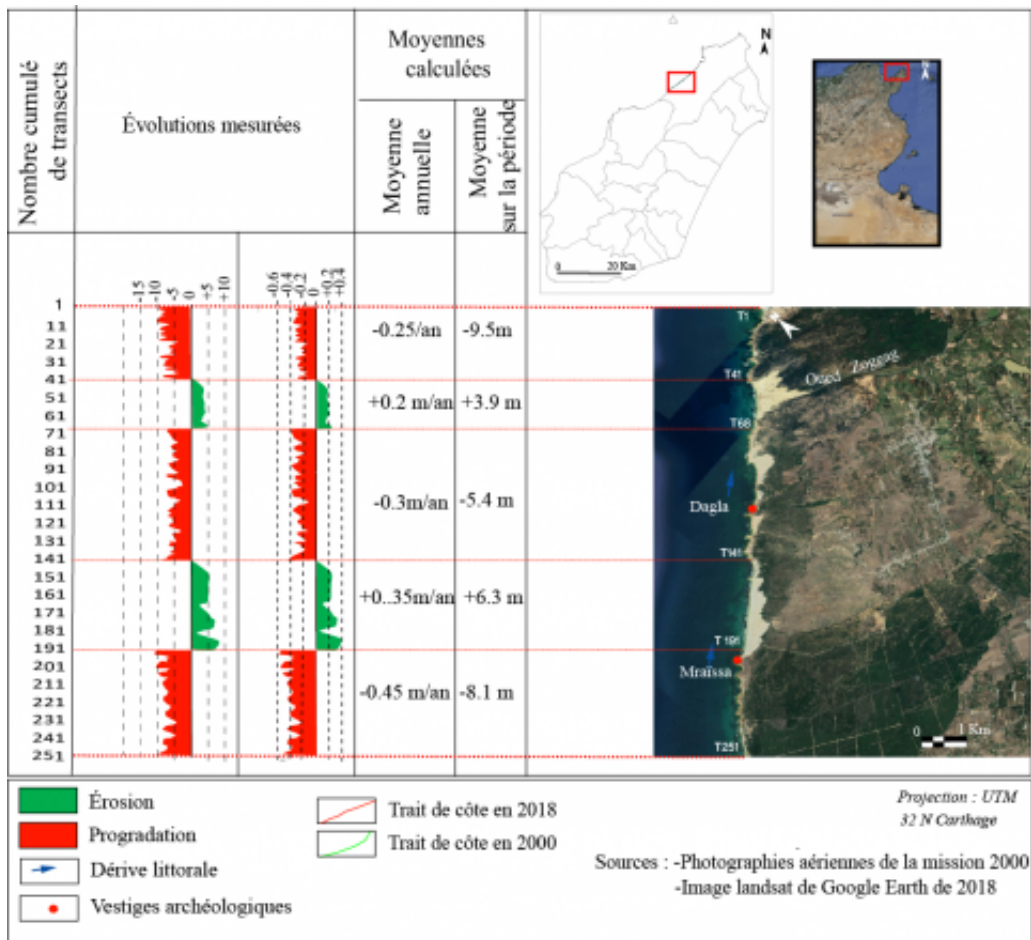 Nombre cumulé
de transects
Évolutions mesurées
Moyennes
calculées
Moyenne
annuelle
Moyenne
sur la période
N
A
0 20 Km
N
A
-15
-10
-5
0
+5
+10
-0.6
-0.4
-0.2
0
+0.2
+0.4
1
11
21
31
41
51
61
71
81
91
101
111
121
131
141
151
161
171
181
191
201
211
221
231
241
251
-0.25/an
-9.5m
+0.2 m/an
+3.9 m
-0.3m/an
-5.4 m
+0..35m/an
+6.3 m
-0.45 m/an
-8.1 m
T1
T41
Oued Zoggag
T68
Dagla
T141
T191
Mraïssa
T251
0 1 Km
Érosion
Progradation
Dérive littorale
Vestiges archéologiques
Trait de côte en 2018
Trait de côte en 2000
Projection : UTM
32 N Carthage
Sources : -Photographies aériennes de la mission 2000
-Image landsat de Google Earth de 2018